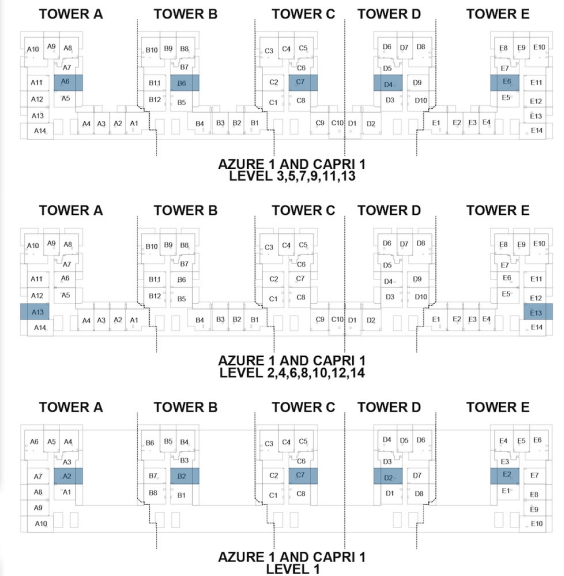 TOWER A TOWER B TOWER C TOWER D TOWER E
A10 A9 A8 B10 B9 B8 C3 C4 C5 D6 D7 D8 E8 E9 E10
A7 B7 C6 D5 E7
A11 A6 B11 B6 C2 C7 D4 D9 E6 E11
A12 A5 B12 B5 C1 C8 D3 D10 E5 E12
A13 E13
A14 A4 A3 A2 A1 B4 B3 B2 B1 C9 C10 D1 D2 E1 E2 E3 E4 E14
AZURE 1 AND CAPRI 1
LEVEL 3,5,7,9,11,13
TOWER A TOWER B TOWER C TOWER D TOWER E
A10 A9 A8 B10 B9 B8 C3 C4 C5 D6 D7 D8 E8 E9 E10
A7 B7 C6 D5 E7
A11 A6 B11 B6 C2 C7 D4 D9 E6 E11
A12 A5 B12 B5 C1 C8 D3 D10 E5 E12
A13 E13
A14 A4 A3 A2 A1 B4 B3 B2 B1 C9 C10 D1 D2 E1 E2 E3 E4 E14
AZURE 1 AND CAPRI 1
LEVEL 2,4,6,8,10,12,14
TOWER A TOWER B TOWER C TOWER D TOWER E
A6 A5 A4 B6 B5 B4 C3 C4 C5 D4 D5 D6 E4 E5 E6
A3 B3 C6 D3 E3
A7 A2 B7 B2 C2 C7 D2 D7 E2 E7
A8 A1 B8 B1 C1 C8 D1 D8 E1 E8
A9 E9
A10 E10
AZURE 1 AND CAPRI 1
LEVEL 1